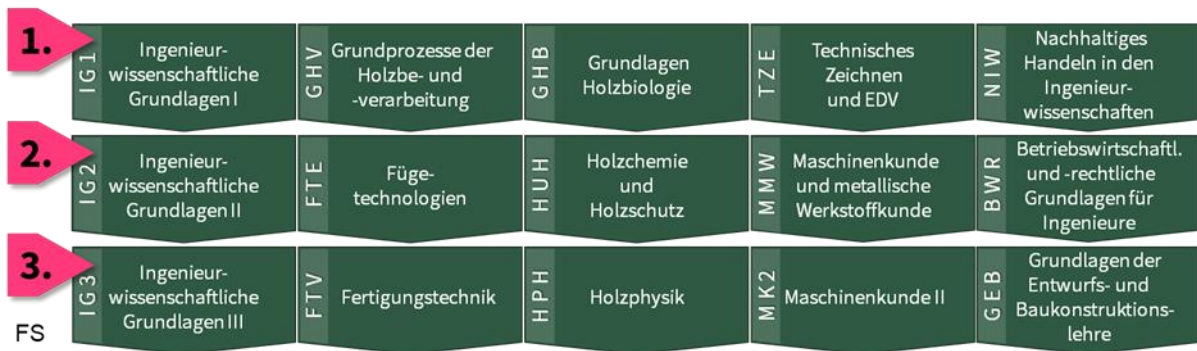 1.
IG1
Ingenieur-
wissenschaftliche
Grundlagen I
GHV
Grundprozesse der
Holzbe- und
-verarbeitung
GHB
Grundlagen
Holzbiologie
TZE
Technisches
Zeichnen
und EDV
NIW
Nachhaltiges
Handeln in den
Ingenieur-
wissenschaften
2.
IG2
Ingenieur-
wissenschaftliche
Grundlagen II
FTE
Füge-
technologien
HUH
Holzchemie
und
Holzschutz
MMW
Maschinenkunde
und metallische
Werkstoffkunde
BWR
Betriebswirtschaftl.
und -rechtliche
Grundlagen für
Ingenieure
3.
IG3
Ingenieur-
wissenschaftliche
Grundlagen III
FTV
Fertigungstechnik
HPH
Holzphysik
MK2
Maschinenkunde II
GEB
Grundlagen der
Entwurfs- und
Baukonstruktions-
lehre
FS